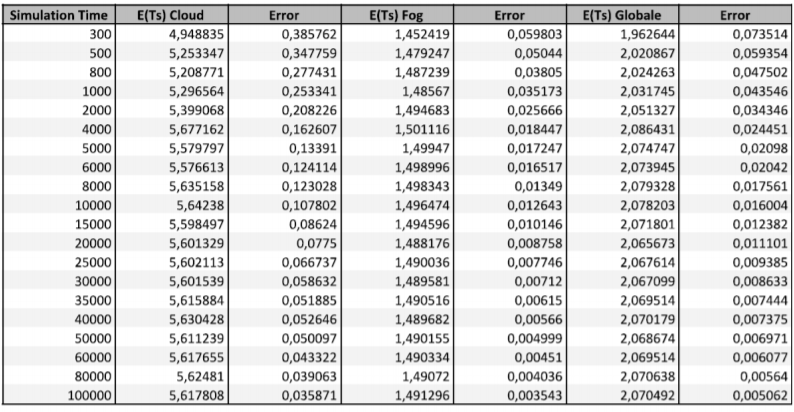 Simulation Time E(Ts) Cloud Error E(Ts) Fog Error E(Ts) Globale Error
300 4,948835 0,385762 1,452419 0,059803 1,962644 0,073514
500 5,253347 0,347759 1,479247 0,05044 2,020867 0,059354
800 5,208771 0,277431 1,487239 0,03805 2,024263 0,047502
1000 5,296564 0,253341 1,48567 0,035173 2,031745 0,043546
2000 5,399068 0,208226 1,494683 0,025666 2,051327 0,034346
4000 5,677162 0,162607 1,501116 0,018447 2,086431 0,024451
5000 5,579797 0,13391 1,49947 0,017247 2,074747 0,02098
6000 5,576613 0,124114 1,498996 0,016517 2,073945 0,02042
8000 5,635158 0,123028 1,498343 0,01349 2,079328 0,017561
10000 5,64238 0,107802 1,496474 0,012643 2,078203 0,016004
15000 5,598497 0,08624 1,494596 0,010146 2,071801 0,012382
20000 5,601329 0,0775 1,488176 0,008758 2,065673 0,011101
25000 5,602113 0,066737 1,490036 0,007746 2,067614 0,009385
30000 5,601539 0,058632 1,489581 0,00712 2,067099 0,008633
35000 5,615884 0,051885 1,490516 0,00615 2,069514 0,007444
40000 5,630428 0,052646 1,489682 0,00566 2,070179 0,007375
50000 5,611239 0,050097 1,490155 0,004999 2,068674 0,006971
60000 5,617655 0,043322 1,490334 0,00451 2,069514 0,006077
80000 5,62481 0,039063 1,49072 0,004036 2,070638 0,00564
100000 5,617808 0,035871 1,491296 0,003543 2,070492 0,005062